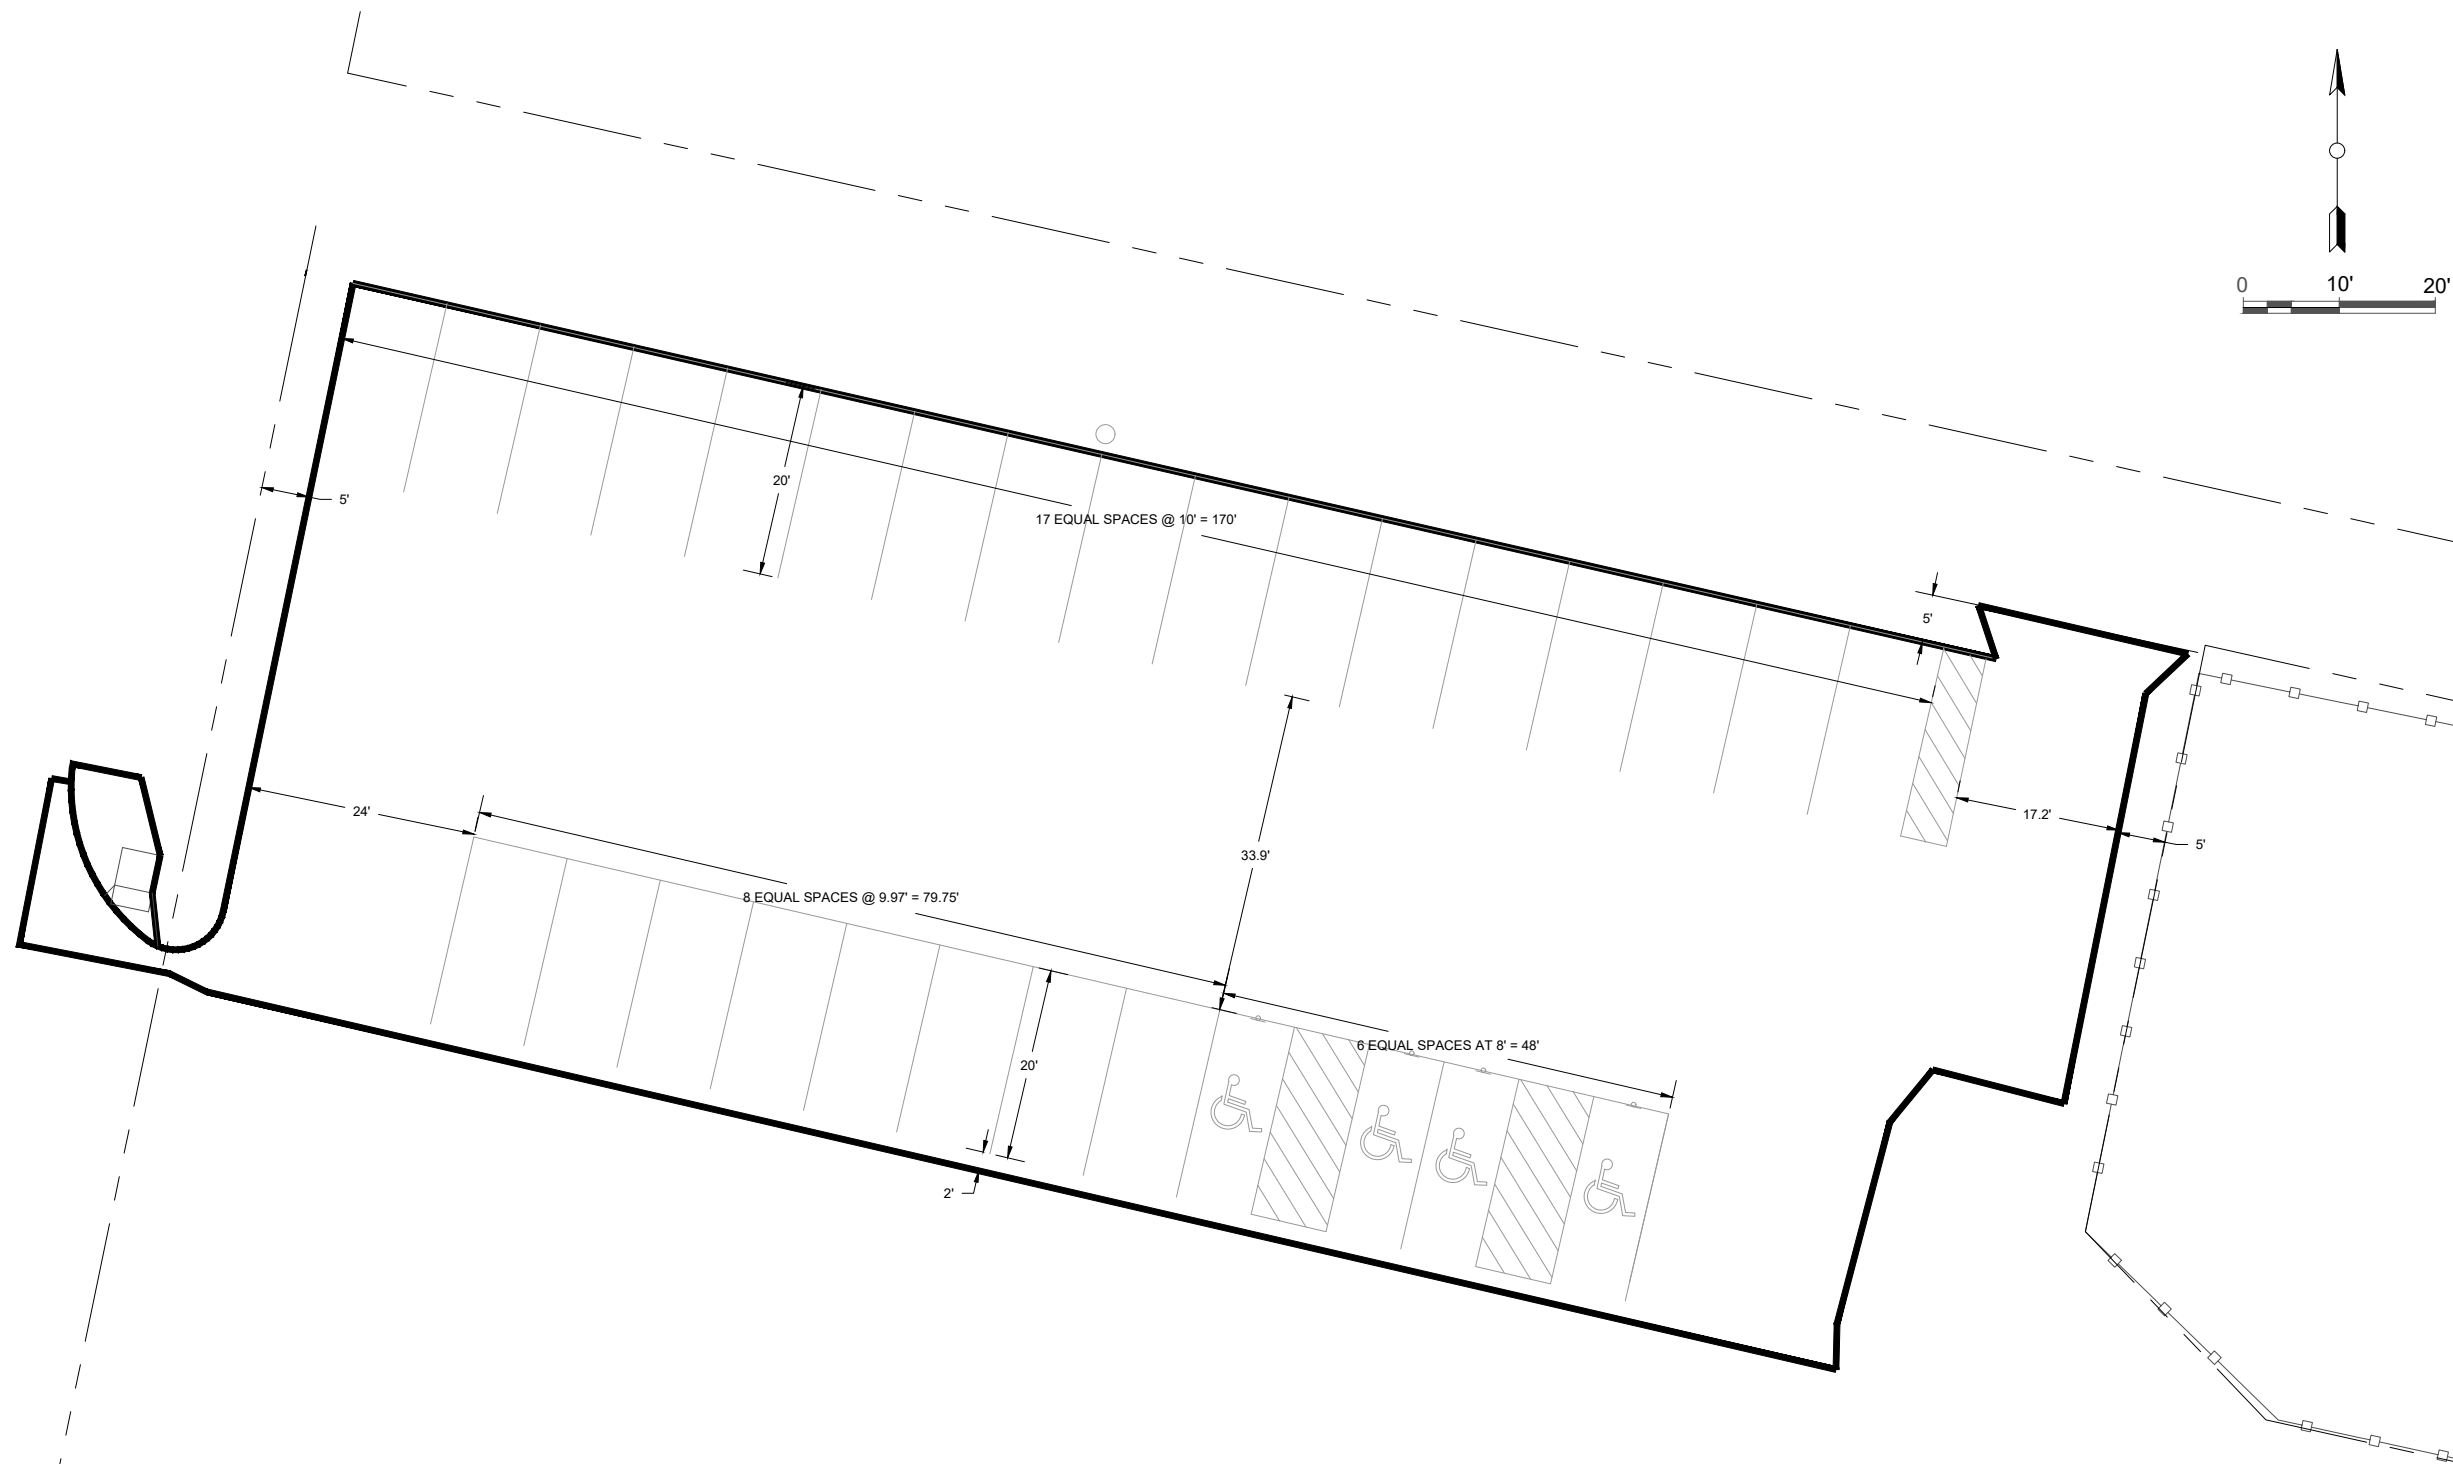 0 10' 20'
20'
5'
17 EQUAL SPACES @ 10' = 170'
5'
24'
17.2'
5'
33.9'
8 EQUAL SPACES @ 9.97' = 79.75'
6 EQUAL SPACES AT 8' = 48'
20'
2'